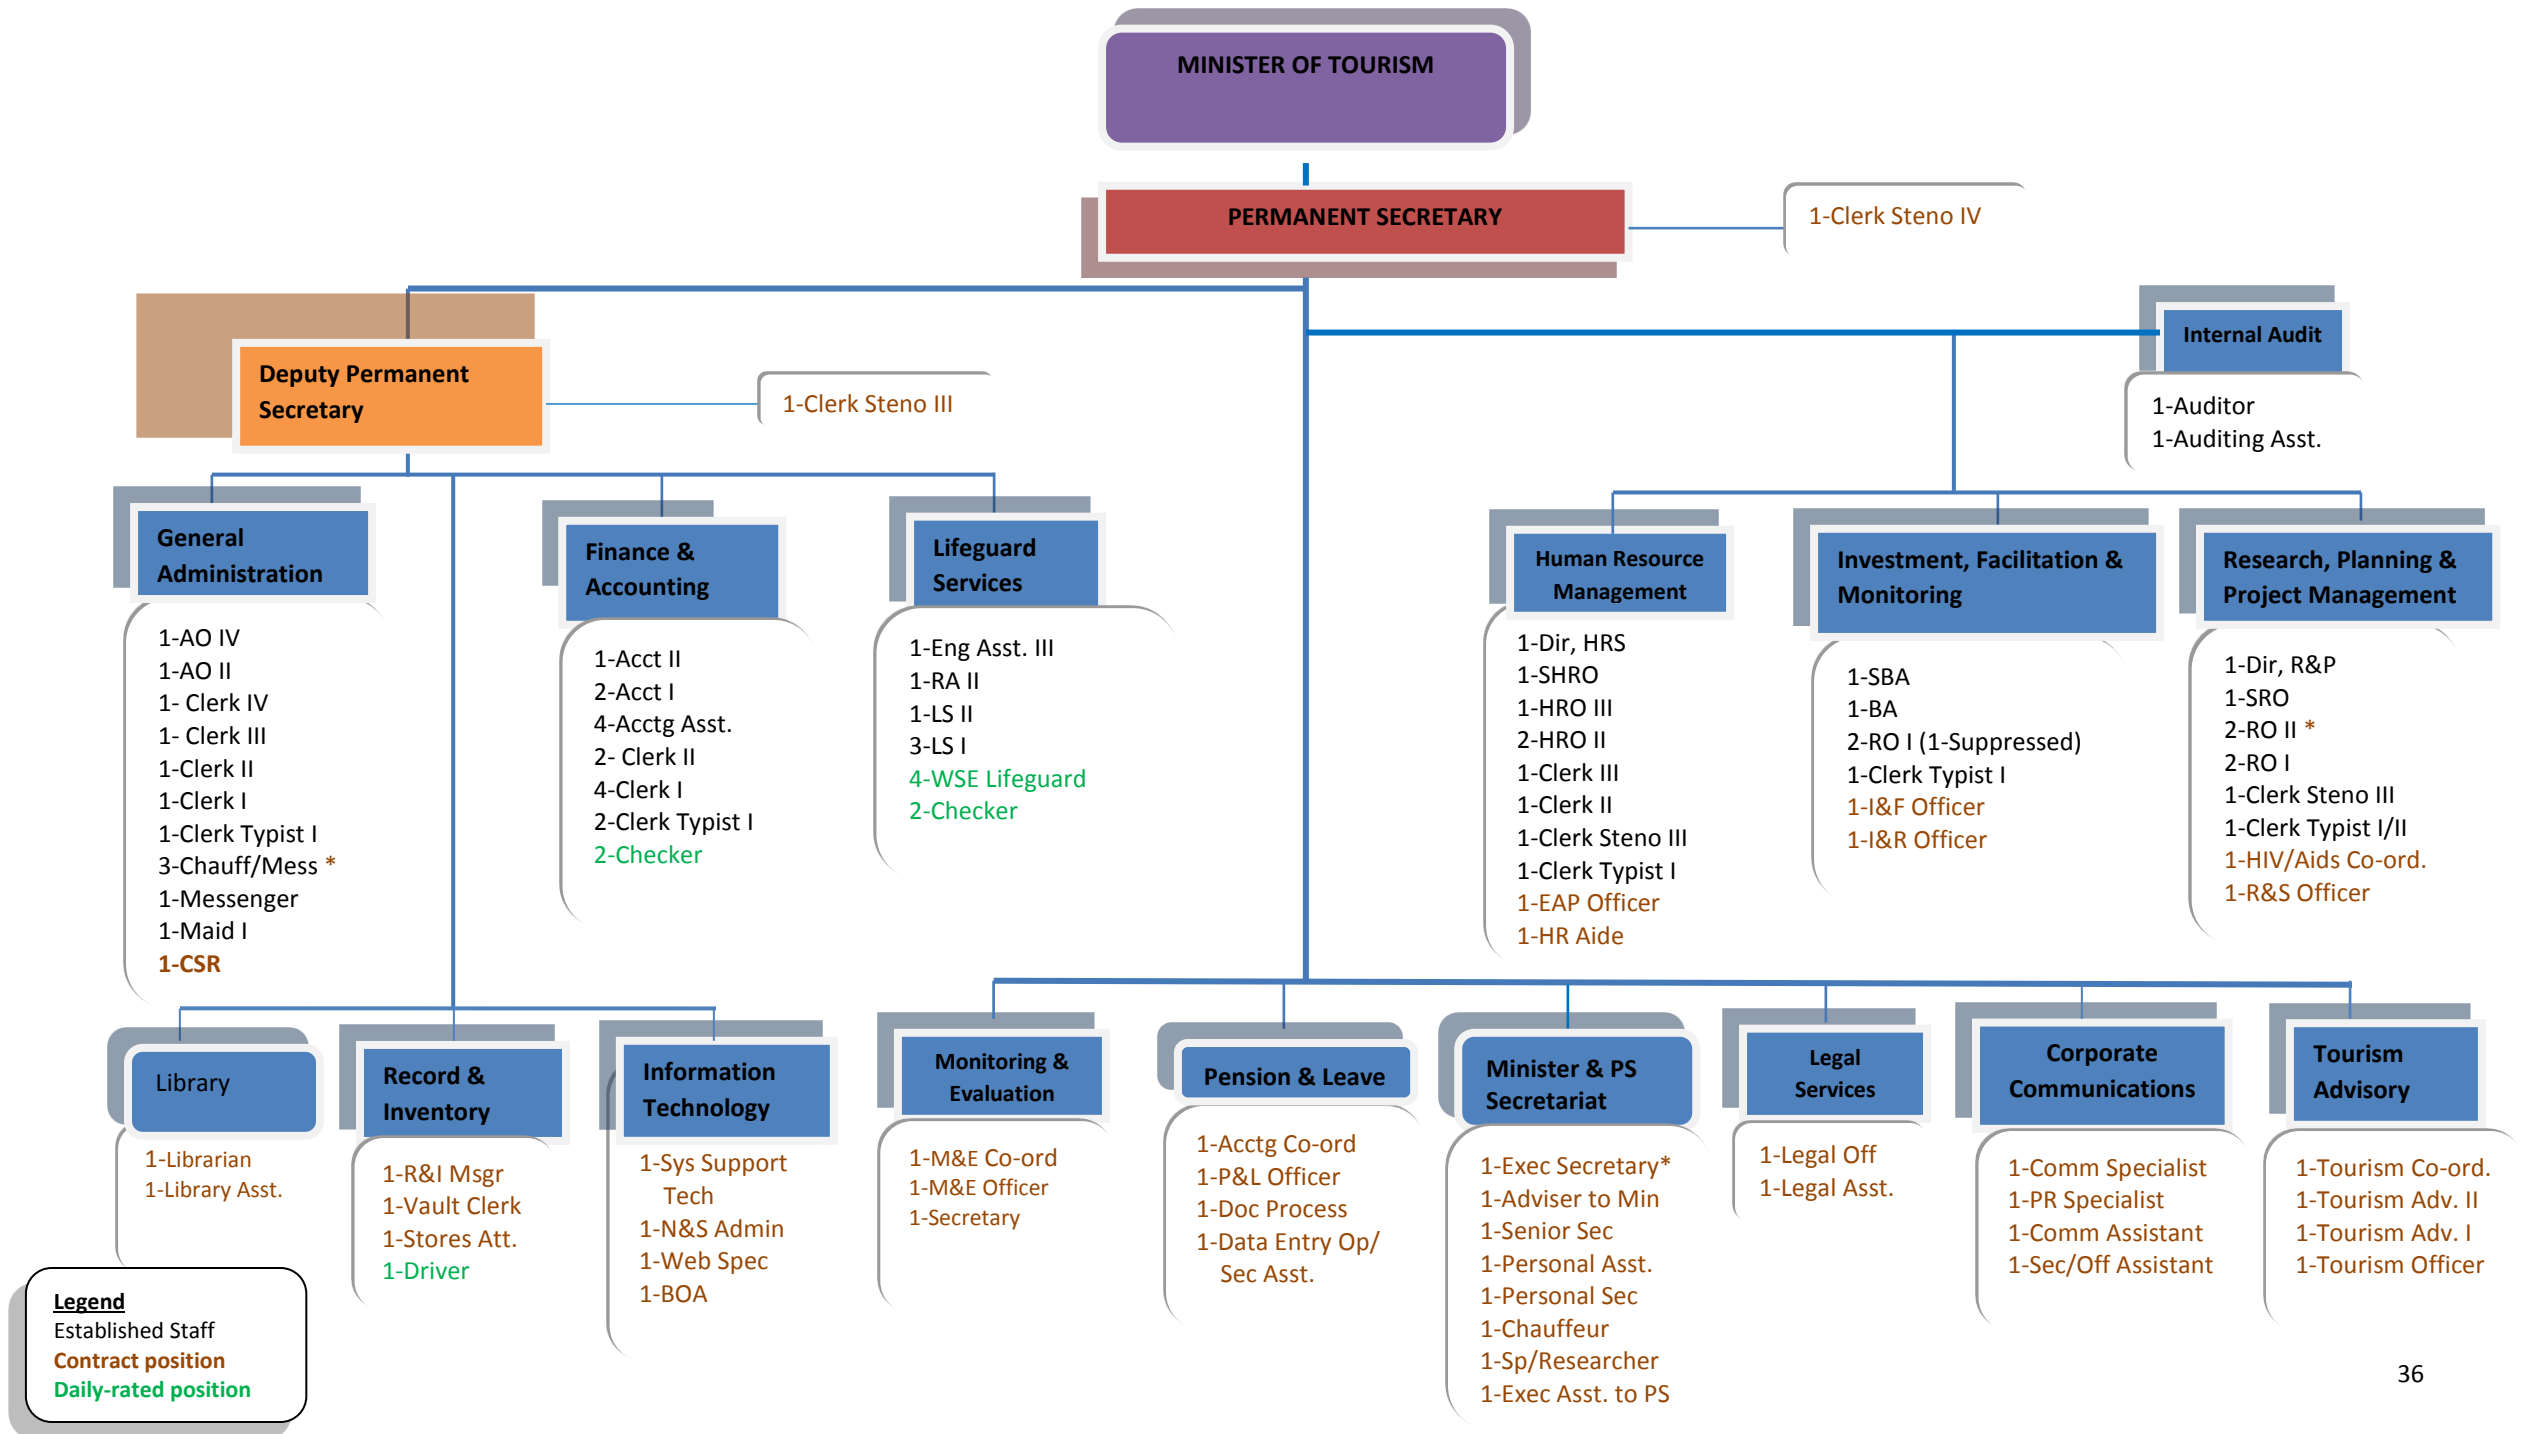 MINISTER OF TOURISM
PERMANENT SECRETARY
1-Clerk Steno IV
Internal Audit
1-Auditor
1-Auditing Asst.
Deputy Permanent
Secretary
1-Clerk Steno III
General
Administration
1-AO IV
1-AO II
1- Clerk IV
1- Clerk III
1-Clerk II
1-Clerk I
1-Clerk Typist I
3-Chauff/Mess *
1-Messenger
1-Maid I
1-CSR
Finance &
Accounting
1-Acct II
2-Acct I
4-Acctg Asst.
2- Clerk II
4-Clerk I
2-Clerk Typist I
2-Checker
Lifeguard
Services
1-Eng Asst. III
1-RA II
1-LS II
3-LS I
4-WSE Lifeguard
2-Checker
Human Resource
Management
1-Dir, HRS
1-SHRO
1-HRO III
2-HRO II
1-Clerk III
1-Clerk II
1-Clerk Steno III
1-Clerk Typist I
1-EAP Officer
1-HR Aide
Investment, Facilitation &
Monitoring
1-SBA
1-BA
2-RO I (1-Suppressed)
1-Clerk Typist I
1-I&F Officer
1-I&R Officer
Research, Planning &
Project Management
1-Dir, R&P
1-SRO
2-RO II *
2-RO I
1-Clerk Steno III
1-Clerk Typist I/II
1-HIV/Aids Co-ord.
1-R&S Officer
Library
1-Librarian
1-Library Asst.
Record &
Inventory
1-R&I Msgr
1-Vault Clerk
1-Stores Att.
1-Driver
Information
Technology
1-Sys Support
Tech
1-N&S Admin
1-Web Spec
1-BOA
Monitoring &
Evaluation
1-M&E Co-ord
1-M&E Officer
1-Secretary
Pension & Leave
1-Acctg Co-ord
1-P&L Officer
1-Doc Process
1-Data Entry Op/
Sec Asst.
Minister & PS
Secretariat
1-Exec Secretary*
1-Adviser to Min
1-Senior Sec
1-Personal Asst.
1-Personal Sec
1-Chauffeur
1-Sp/Researcher
1-Exec Asst. to PS
Legal
Services
1-Legal Off
1-Legal Asst.
Corporate
Communications
1-Comm Specialist
1-PR Specialist
1-Comm Assistant
1-Sec/Off Assistant
Tourism
Advisory
1-Tourism Co-ord.
1-Tourism Adv. II
1-Tourism Adv. I
1-Tourism Officer
Legend
Established Staff
Contract position
Daily-rated position
36